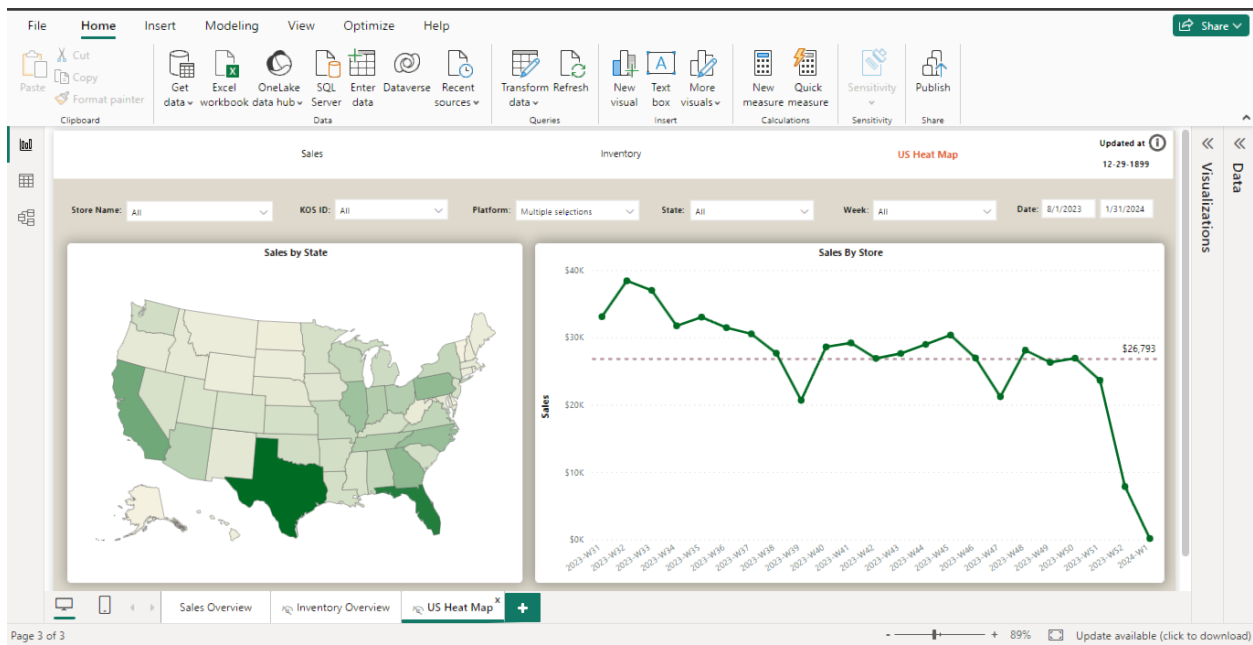 File Home Insert Modeling View Optimize Help Share
Paste
Cut
Copy
Format painter
Clipboard
Get data
Excel workbook
OneLake data hub
SQL Server
Enter data
Dataverse
Recent sources
Data
Transform data
Refresh
Queries
New visual
Text box
More visuals
Insert
New measure
Quick measure
Calculations
Sensitivity
Sensitivity
Publish
Share
Sales
Inventory
US Heat Map
Updated at
12-29-1899
Visualizations
Data
Store Name: All
KOS ID: All
Platform: Multiple selections
State: All
Week: All
Date: 8/1/2023 1/31/2024
Sales by State
Sales By Store
$40K
$30K
$20K
$10K
$0K
Sales
$26,793
2023-W31
2023-W32
2023-W33
2023-W34
2023-W35
2023-W36
2023-W37
2023-W38
2023-W39
2023-W40
2023-W41
2023-W42
2023-W43
2023-W44
2023-W45
2023-W46
2023-W47
2023-W48
2023-W49
2023-W50
2023-W51
2023-W52
2024-W1
Sales Overview
Inventory Overview
US Heat Map x
+
Page 3 of 3
- + 89%
Update available (click to download)